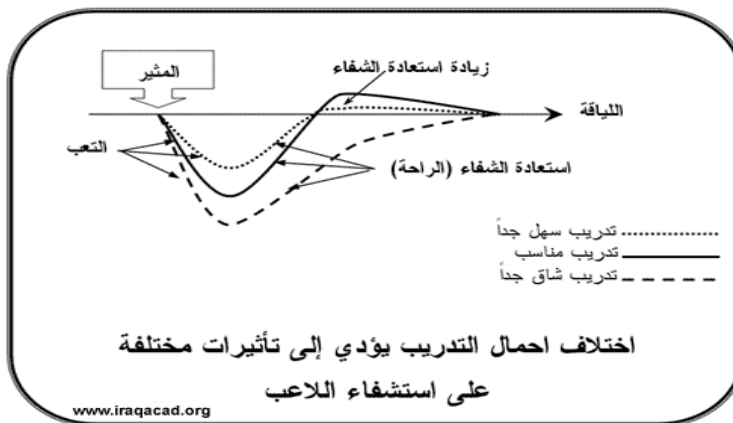 المثير
زيادة استعادة الشفاء
اللياقة
التعب
استعادة الشفاء (الراحة)
تدريب سهل جداً
تدريب مناسب
تدريب شاق جداً
اختلاف احمال التدريب يؤدي إلى تأثيرات مختلفة
على استشفاء اللاعب
www.iraqacad.org